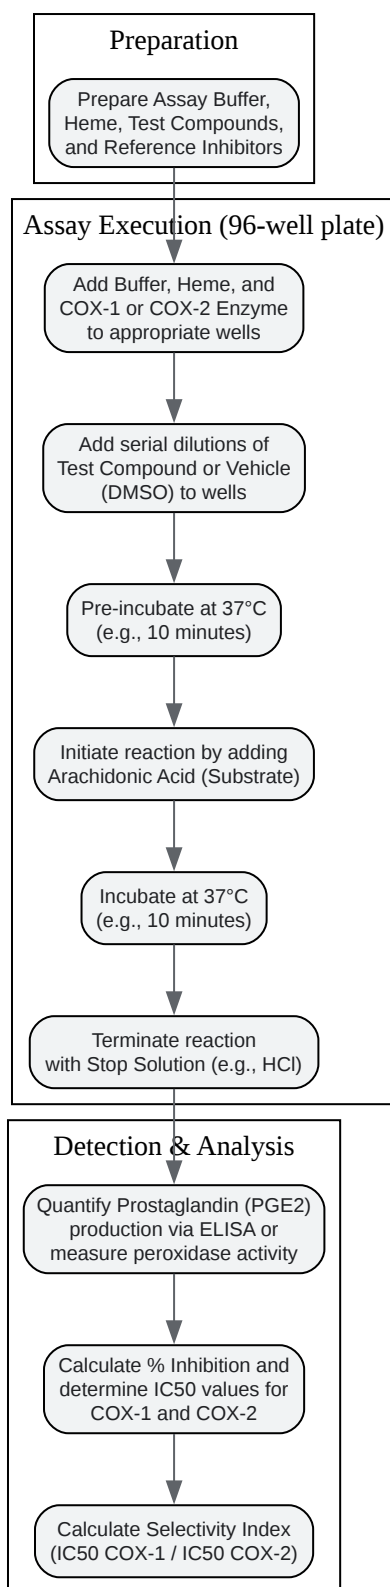 Preparation
Prepare Assay Buffer,
Heme, Test Compounds,
and Reference Inhibitors
Assay Execution (96-well plate)
Add Buffer, Heme, and
COX-1 or COX-2 Enzyme
to appropriate wells
Add serial dilutions of
Test Compound or Vehicle
(DMSO) to wells
Pre-incubate at 37°C
(e.g., 10 minutes)
Initiate reaction by adding
Arachidonic Acid (Substrate)
Incubate at 37°C
(e.g., 10 minutes)
Terminate reaction
with Stop Solution (e.g., HCl)
Detection & Analysis
Quantify Prostaglandin (PGE2)
production via ELISA or
measure peroxidase activity
Calculate % Inhibition and
determine IC50 values for
COX-1 and COX-2
Calculate Selectivity Index
(IC50 COX-1 / IC50 COX-2)